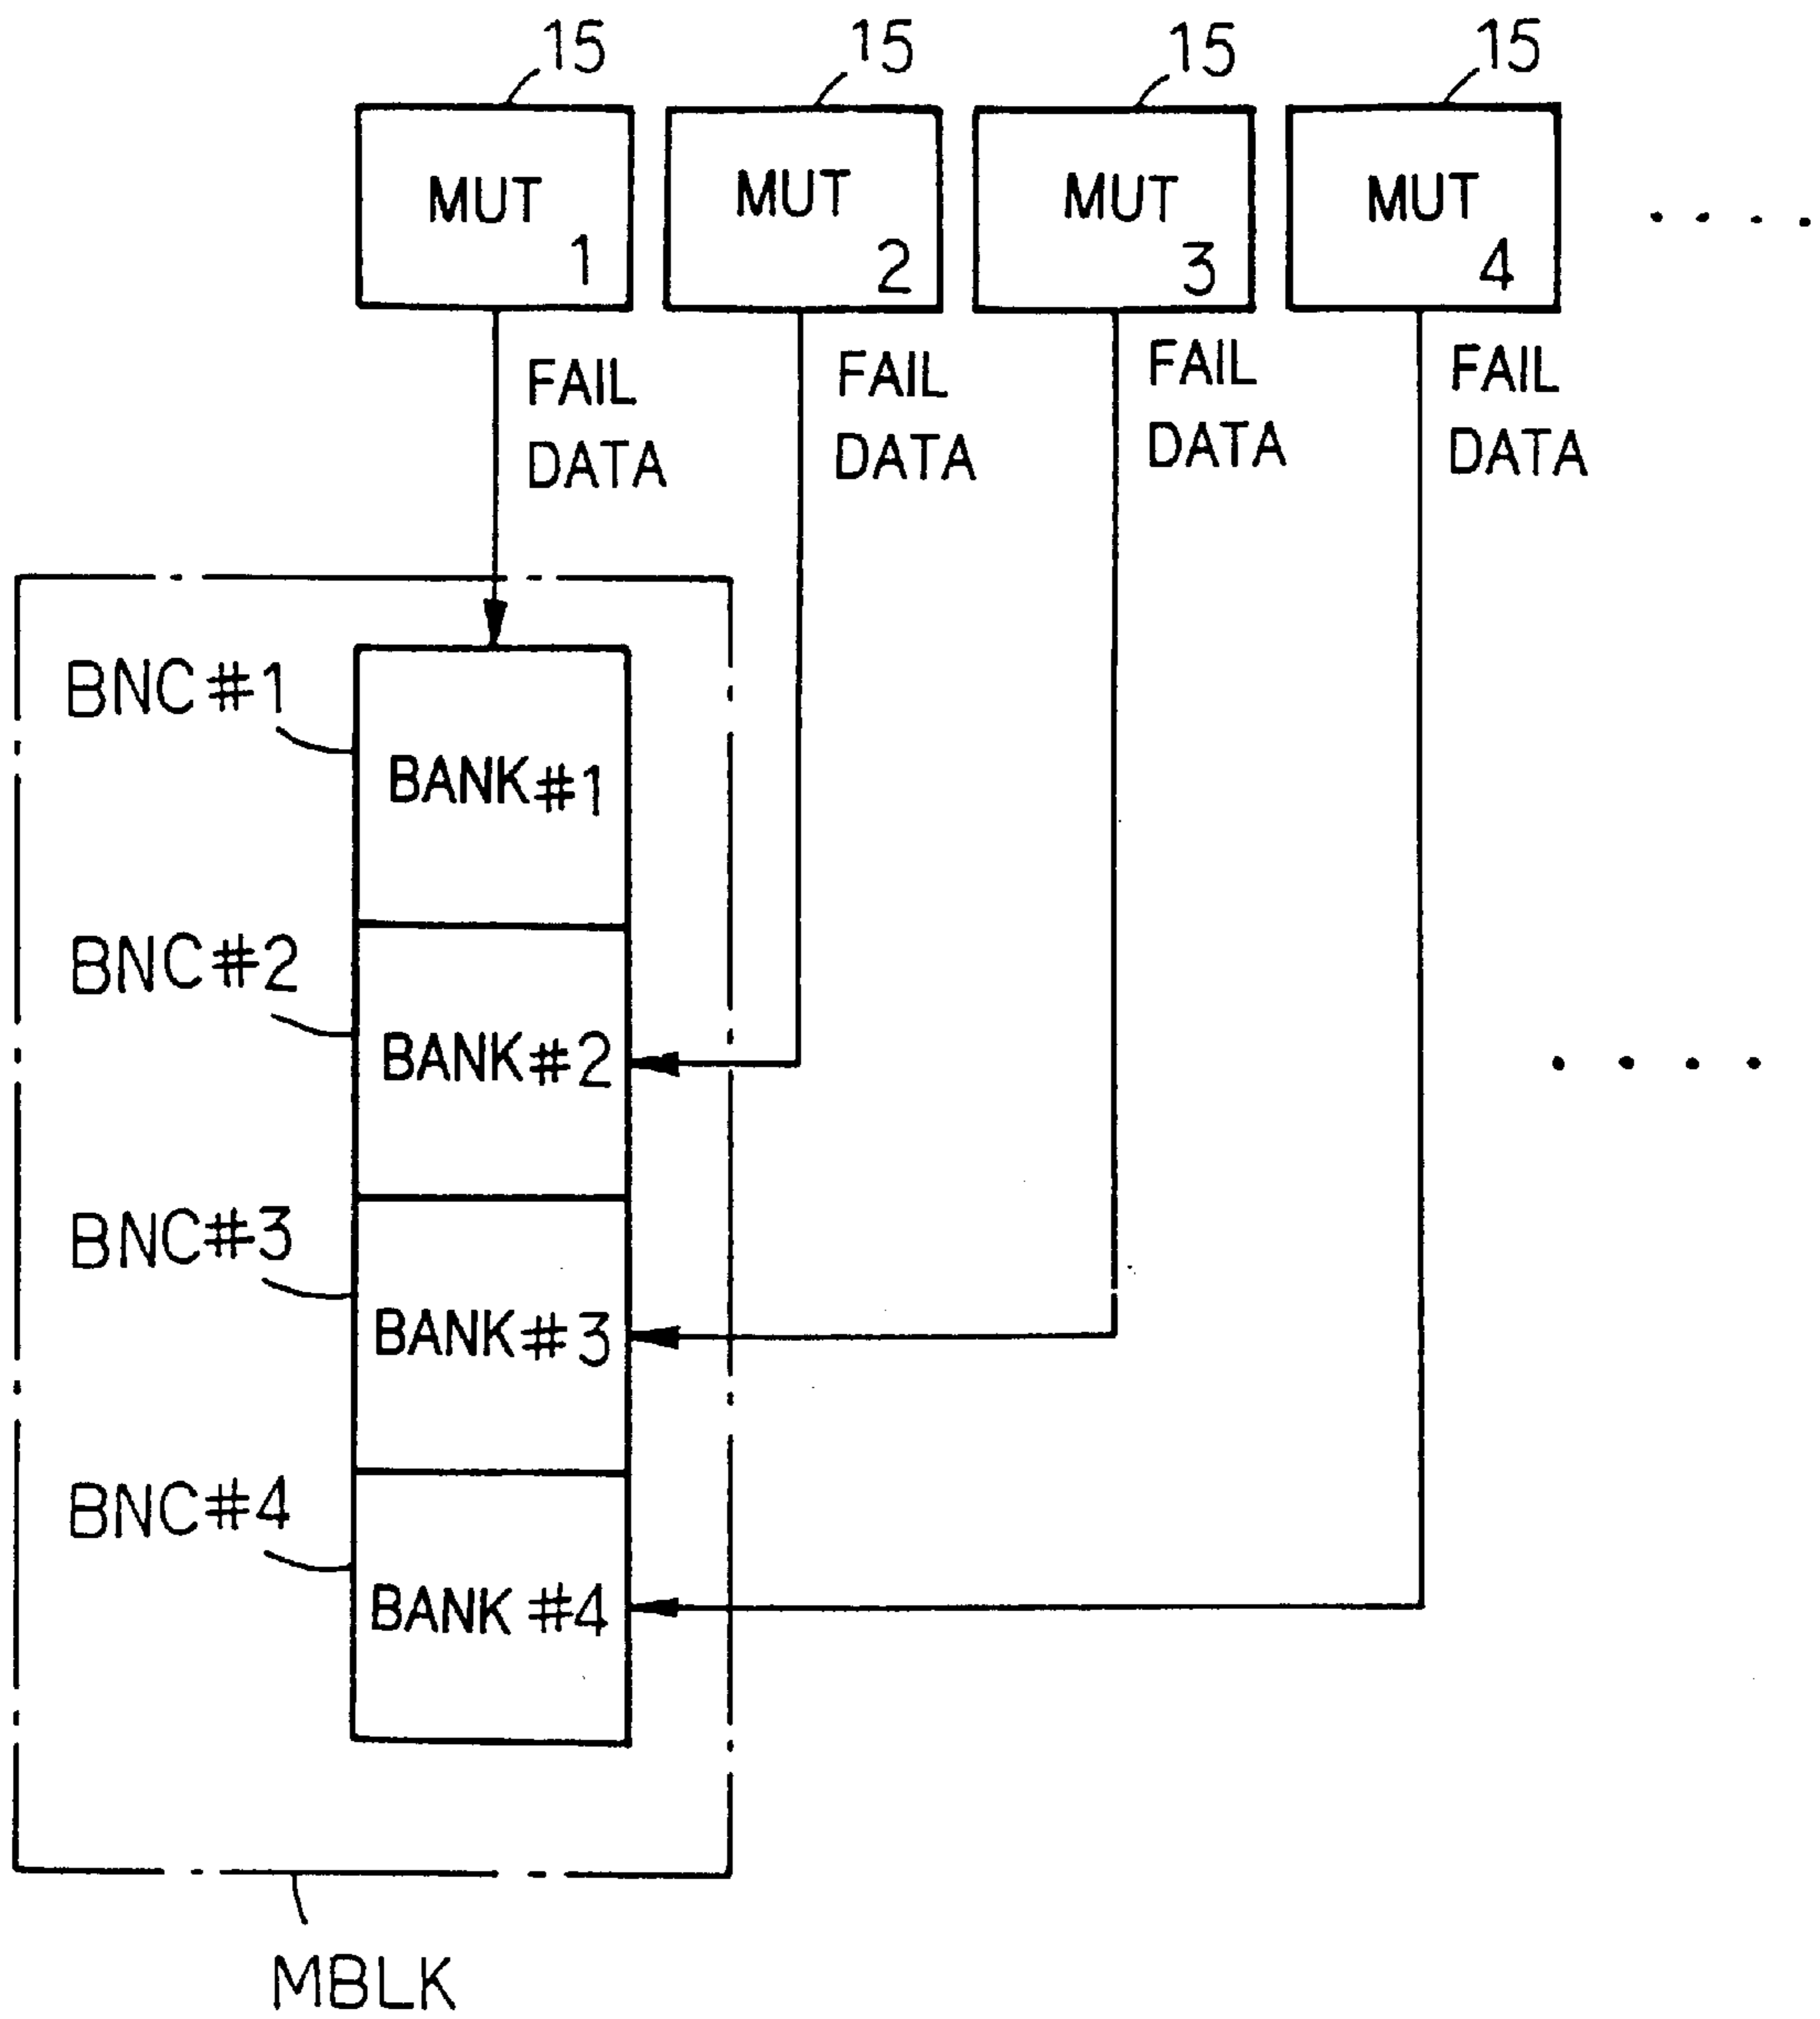 15 15 15 15
MUT 1
MUT 2
MUT 3
MUT 4
FAIL DATA
FAIL DATA
FAIL DATA
FAIL DATA
BNC#1
BANK#1
BNC#2
BANK#2
BNC#3
BANK#3
BNC#4
BANK#4
MBLK